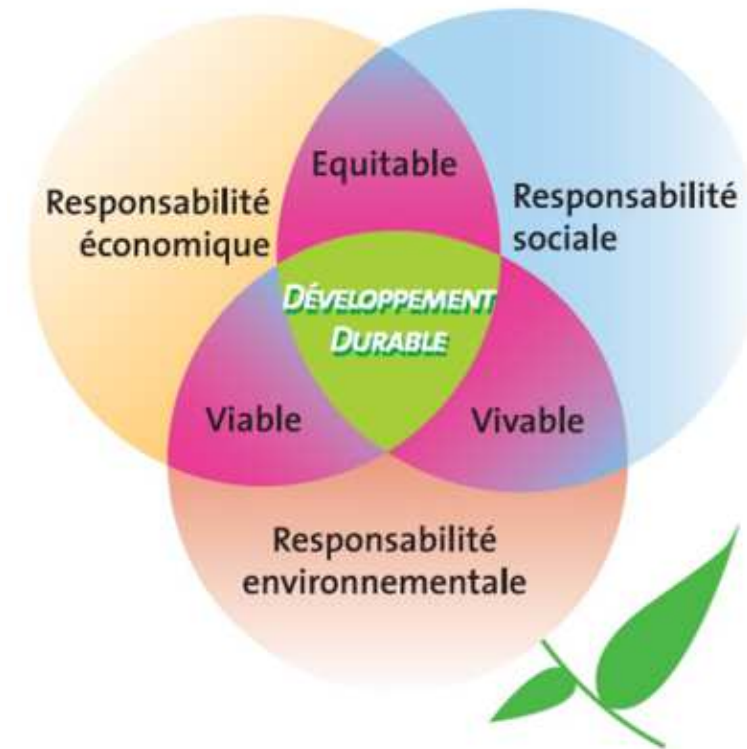 Equitable
Responsabilité
économique
Responsabilité
sociale
DÉVELOPPEMENT
DURABLE
Viable
Vivable
Responsabilité
environnementale